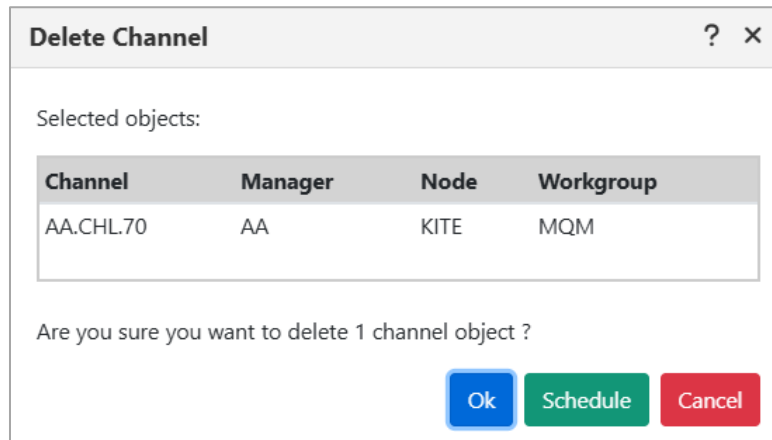 Delete Channel ? ×
Selected objects:
Channel Manager Node Workgroup
AA.CHL.70 AA KITE MQM
Are you sure you want to delete 1 channel object ?
Ok Schedule Cancel